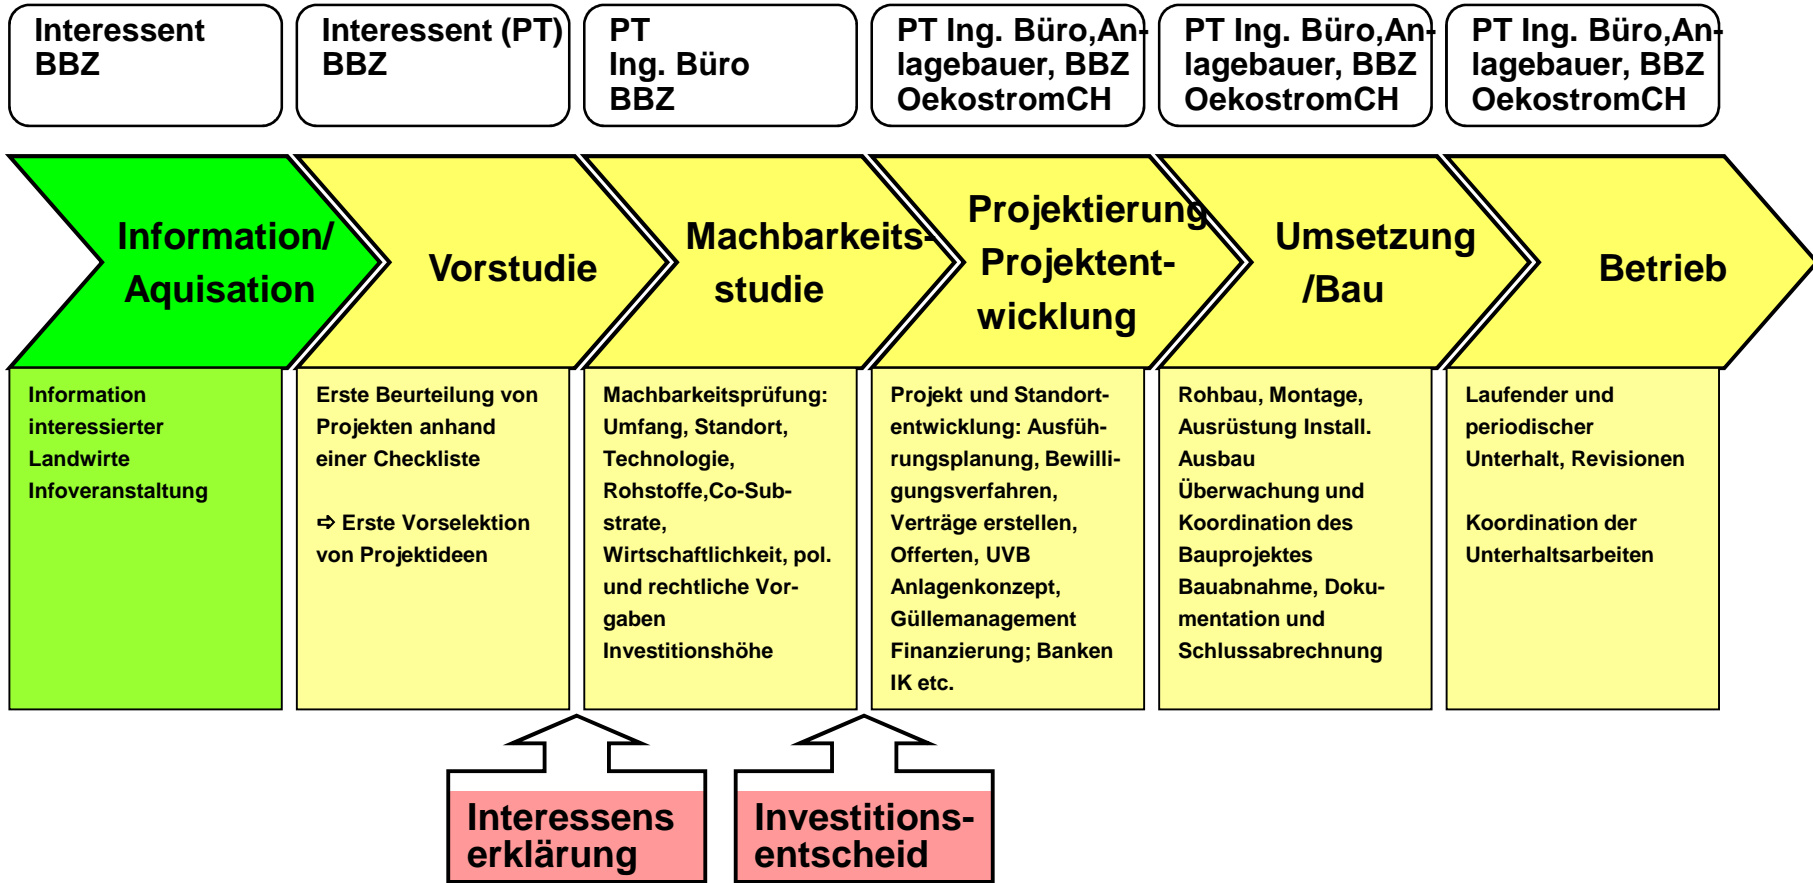 Interessent
BBZ
Interessent (PT)
BBZ
PT
Ing. Büro
BBZ
PT Ing. Büro,An-
lagebauer, BBZ
OekostromCH
PT Ing. Büro,An-
lagebauer, BBZ
OekostromCH
PT Ing. Büro,An-
lagebauer, BBZ
OekostromCH
Information/
Aquisation
Vorstudie
Machbarkeits-
studie
Projektierung
Projektent-
wicklung
Umsetzung
/Bau
Betrieb
Information
interessierter
Landwirte
Infoveranstaltung
Erste Beurteilung von
Projekten anhand
einer Checkliste
⇨ Erste Vorselektion
von Projektideen
Machbarkeitsprüfung:
Umfang, Standort,
Technologie,
Rohstoffe,Co-Sub-
strate,
Wirtschaftlichkeit, pol.
und rechtliche Vor-
gaben
Investitionshöhe
Projekt und Standort-
entwicklung: Ausfüh-
rungsplanung, Bewilli-
gungsverfahren,
Verträge erstellen,
Offerten, UVB
Anlagenkonzept,
Güllemanagement
Finanzierung; Banken
IK etc.
Rohbau, Montage,
Ausrüstung Install.
Ausbau
Überwachung und
Koordination des
Bauprojektes
Bauabnahme, Doku-
mentation und
Schlussabrechnung
Laufender und
periodischer
Unterhalt, Revisionen
Koordination der
Unterhaltsarbeiten
Interessens
erklärung
Investitions-
entscheid